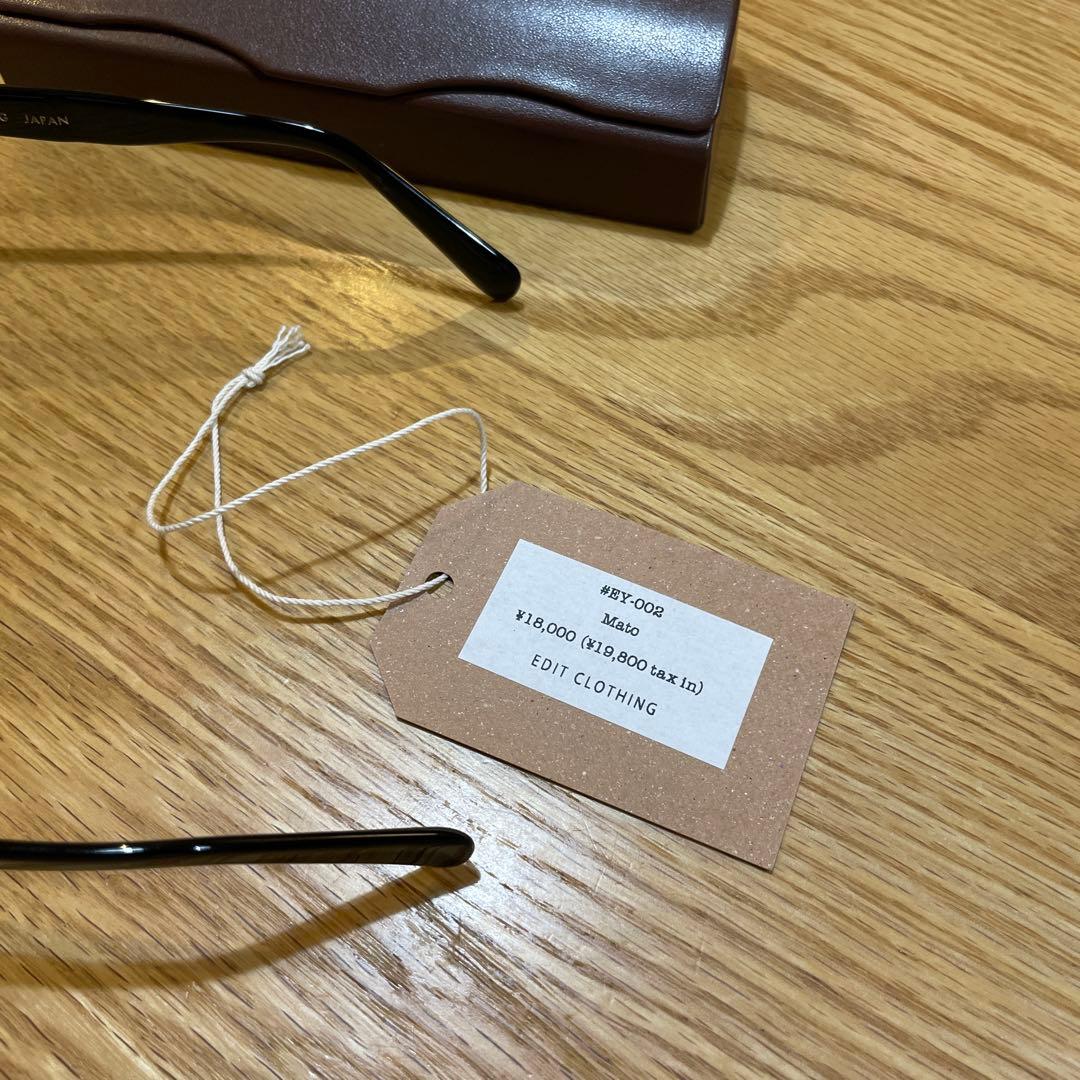 JAPAN
#EY-002
Mato
¥18,000 (¥19,800 tax in)
EDIT CLOTHING